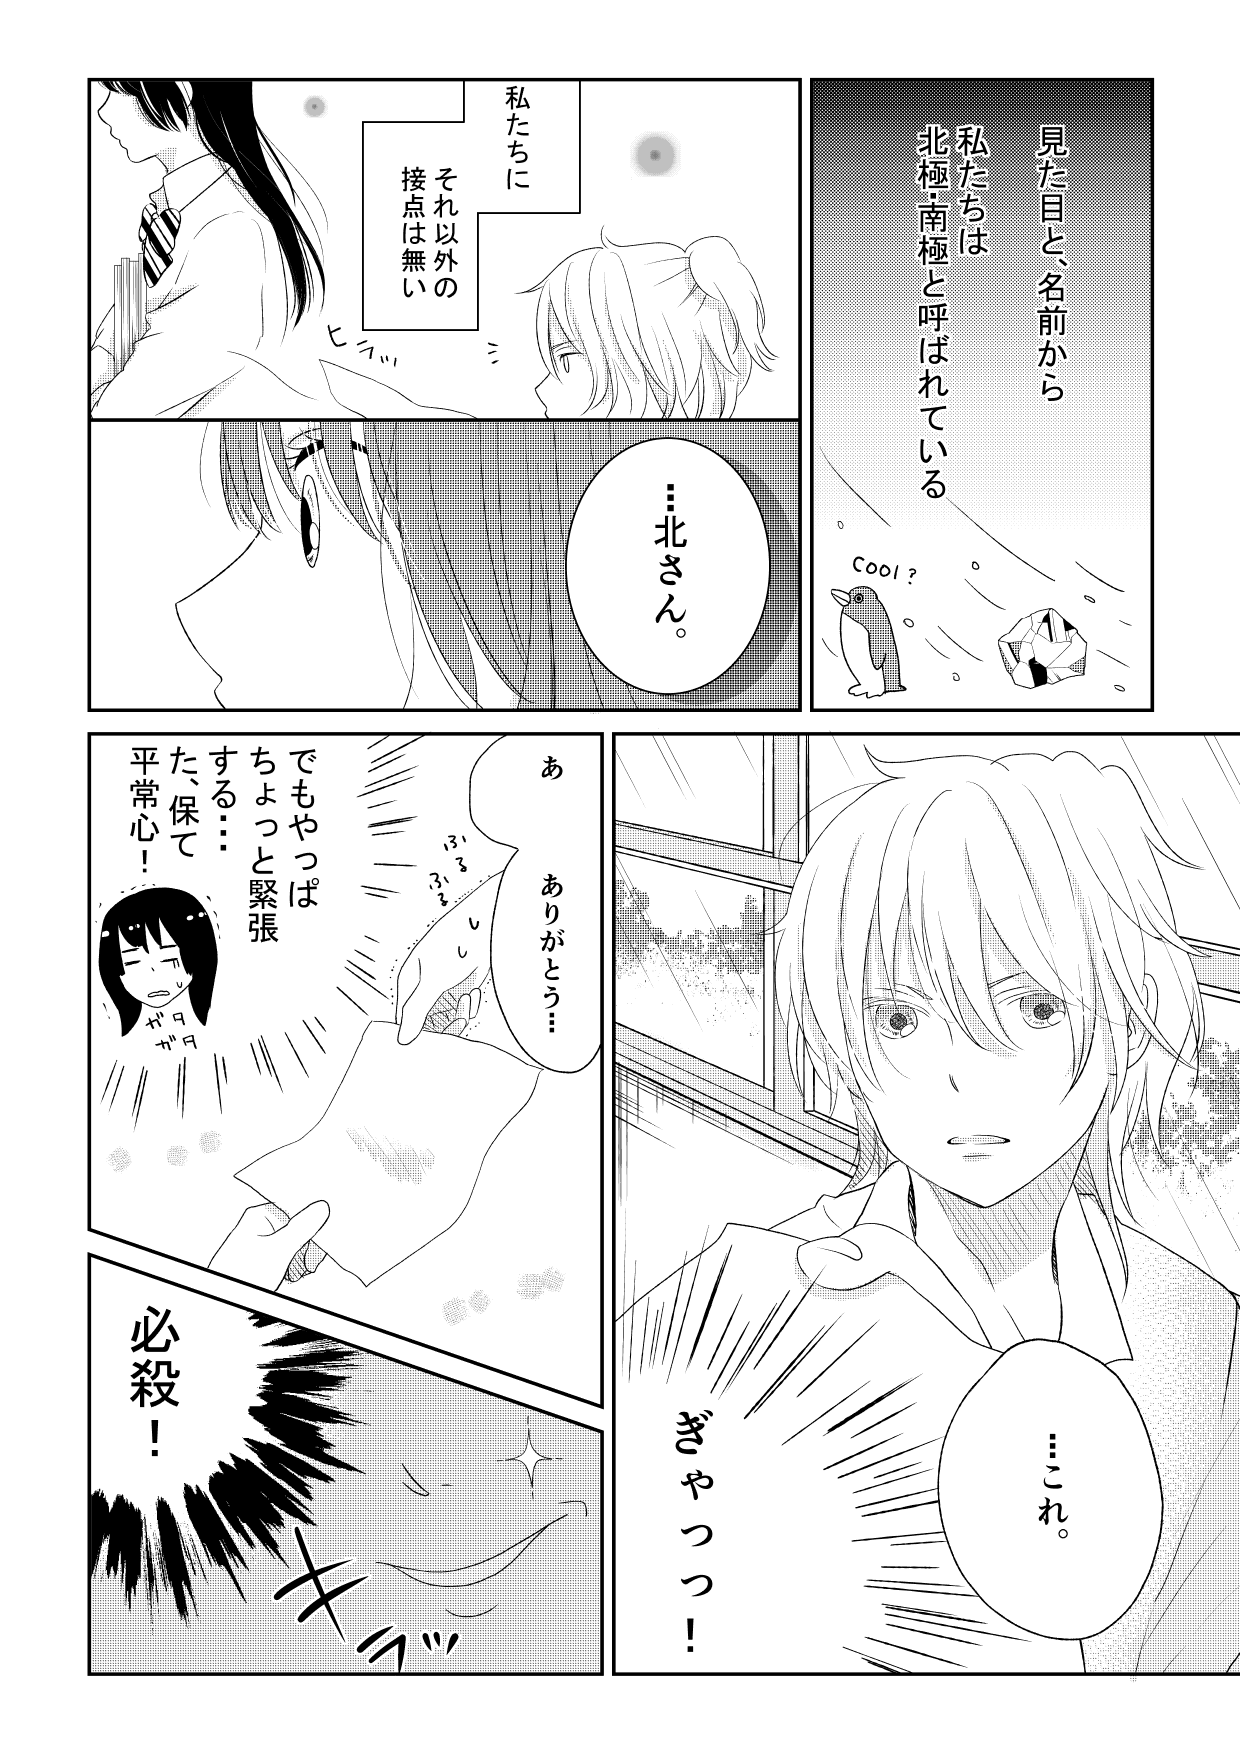 見た目と、名前から
私たちは
北極・南極と呼ばれている
COOl?
私たちに
それ以外の
接点は無い
ヒラッ
…北さん。
…これ。
ぎゃっっっ!
あ
ありがとう…
ふる
ふる
でもやっぱ
ちょっと緊張
する…
た、保て
平常心!
ガタ
ガタ
必殺!
キラッ